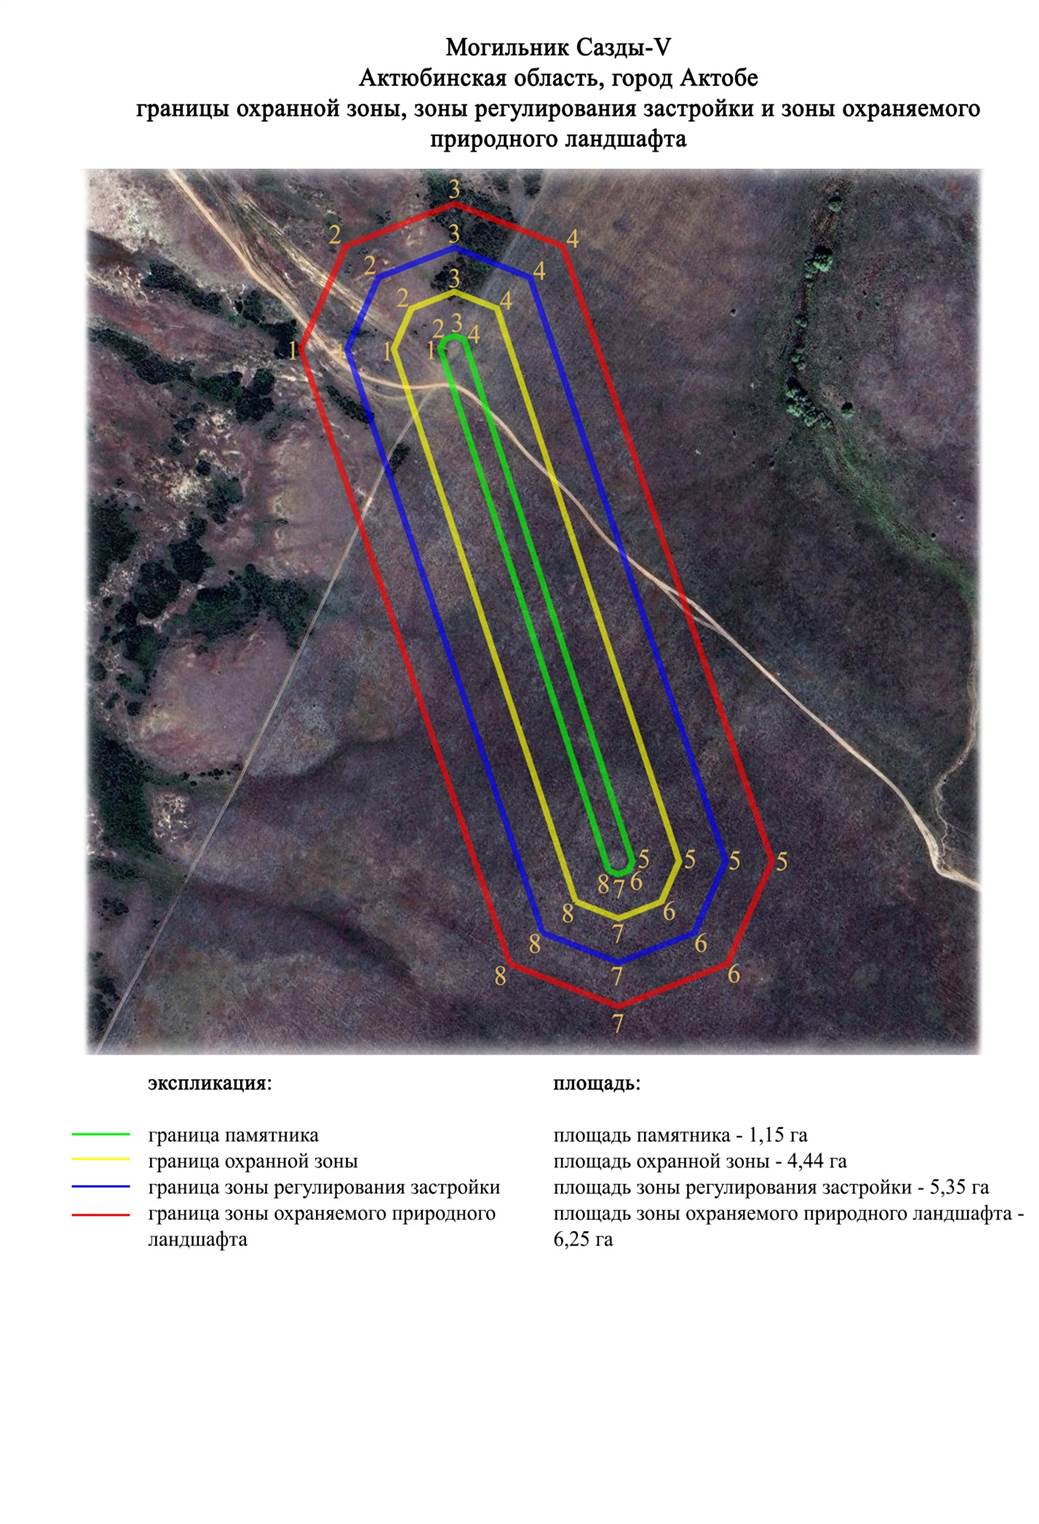 Могильник Сазды-V
Актюбинская область, город Актобе
границы охранной зоны, зоны регулирования застройки и зоны охраняемого
природного ландшафта
3
2
4
3
2
4
3
2
4
3
2
4
1
1
1
1
5
5
5
5
8
6
7
8
6
7
8
6
7
8
6
7
экспликация:
площадь:
граница памятника
площадь памятника - 1,15 га
граница охранной зоны
площадь охранной зоны - 4,44 га
граница зоны регулирования застройки
площадь зоны регулирования застройки - 5,35 га
граница зоны охраняемого природного
ландшафта
площадь зоны охраняемого природного ландшафта -
6,25 га